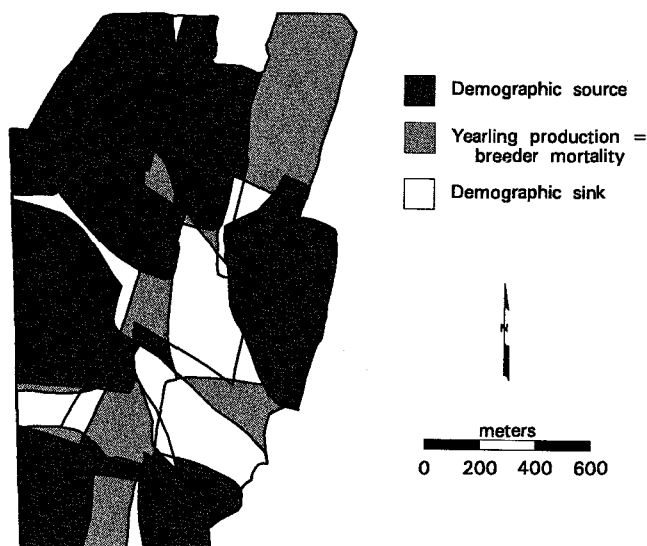 Demographic source
Yearling production =
breeder mortality
Demographic sink
N
meters
0 200 400 600